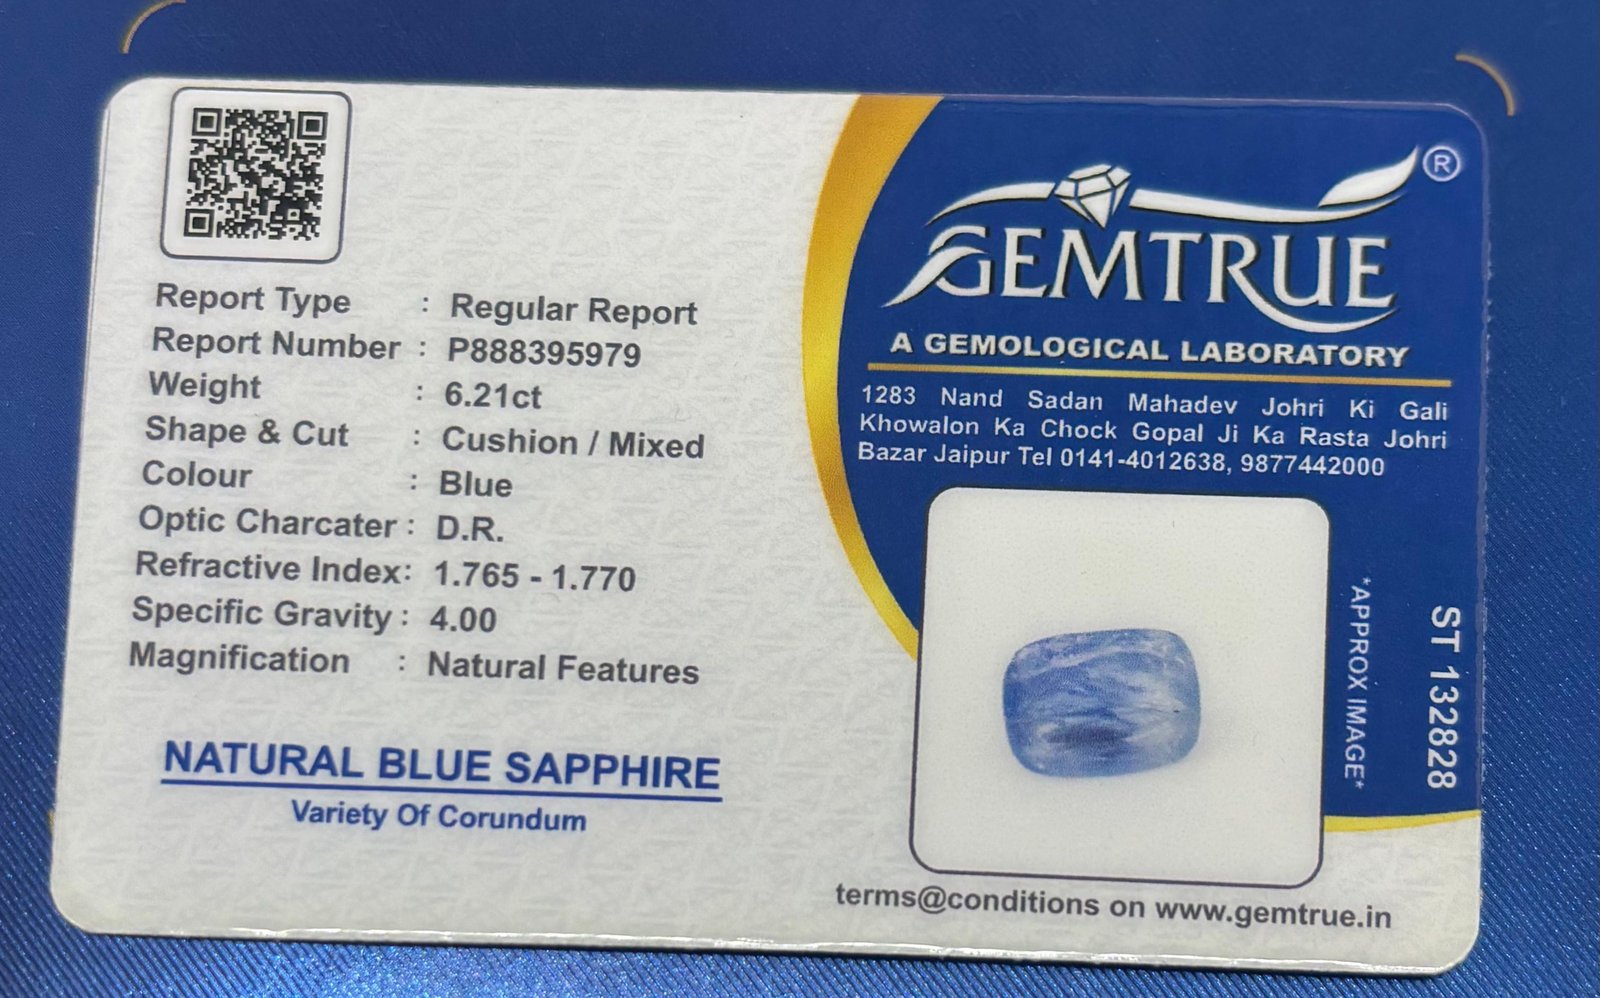 Report Type : Regular Report
Report Number : P888395979
Weight : 6.21ct
Shape & Cut : Cushion / Mixed
Colour : Blue
Optic Charcater : D.R.
Refractive Index: 1.765 - 1.770
Specific Gravity : 4.00
Magnification : Natural Features
NATURAL BLUE SAPPHIRE
Variety Of Corundum
GEMTRUE ®
A GEMOLOGICAL LABORATORY
1283 Nand Sadan Mahadev Johri Ki Gali
Khowalon Ka Chock Gopal Ji Ka Rasta Johri
Bazar Jaipur Tel 0141-4012638, 9877442000
*APPROX IMAGE*
ST 132828
terms@conditions on www.gemtrue.in